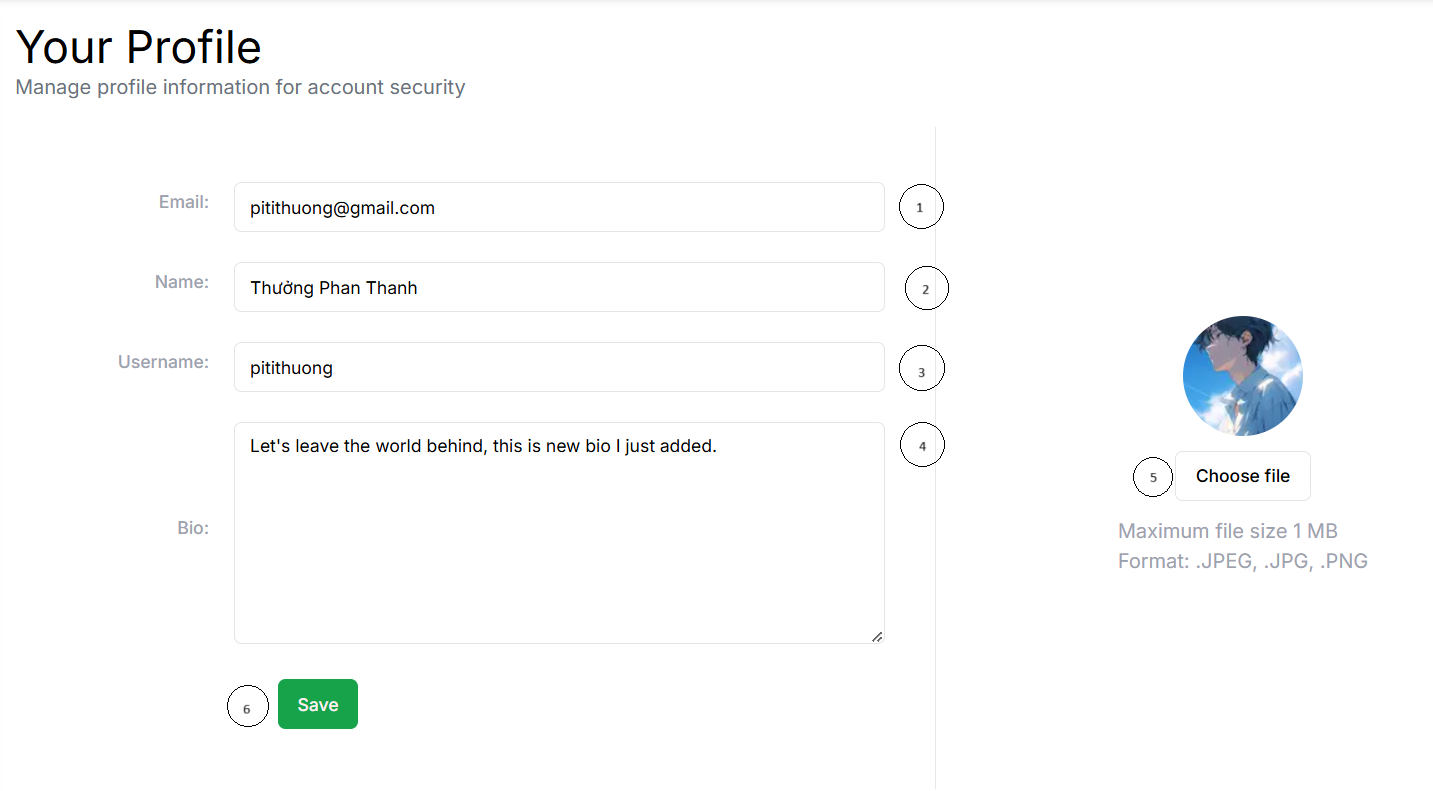 Your Profile
Manage profile information for account security
Email:
pitithuong@gmail.com
1
Name:
Thưởng Phan Thanh
2
Username:
pitithuong
3
Let's leave the world behind, this is new bio I just added.
4
Bio:
5
Choose file
Maximum file size 1 MB
Format: .JPEG, .JPG, .PNG
6
Save